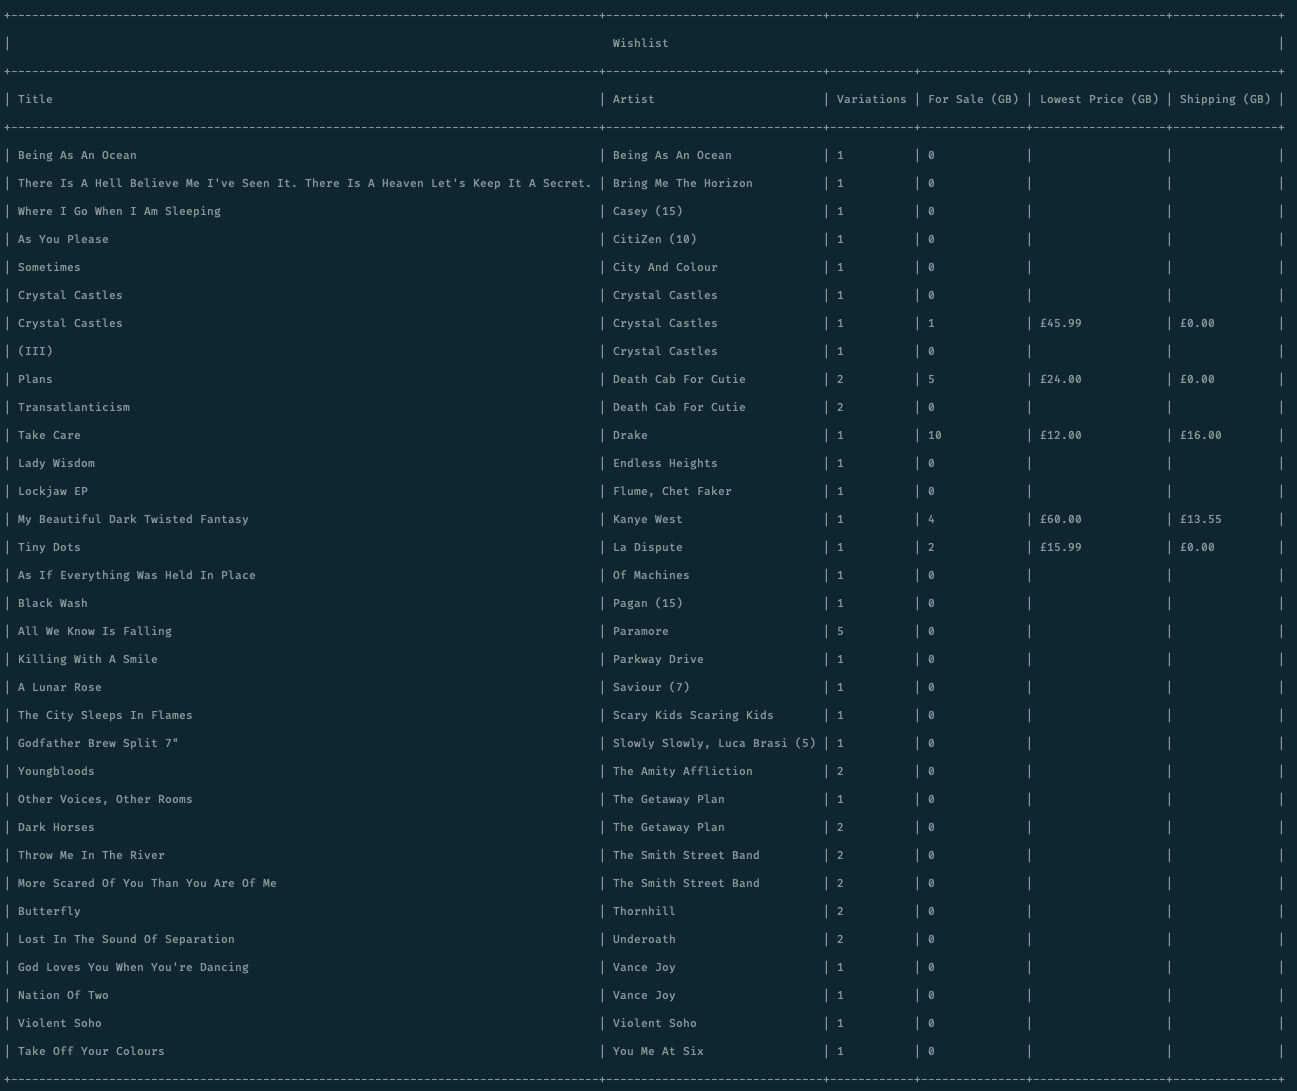 Wishlist
Title | Artist | Variations | For Sale (GB) | Lowest Price (GB) | Shipping (GB)
Being As An Ocean | Being As An Ocean | 1 | 0 | |
There Is A Hell Believe Me I've Seen It. There Is A Heaven Let's Keep It A Secret. | Bring Me The Horizon | 1 | 0 | |
Where I Go When I Am Sleeping | Casey (15) | 1 | 0 | |
As You Please | CitiZen (10) | 1 | 0 | |
Sometimes | City And Colour | 1 | 0 | |
Crystal Castles | Crystal Castles | 1 | 0 | |
Crystal Castles | Crystal Castles | 1 | 1 | £45.99 | £0.00
(III) | Crystal Castles | 1 | 0 | |
Plans | Death Cab For Cutie | 2 | 5 | £24.00 | £0.00
Transatlanticism | Death Cab For Cutie | 2 | 0 | |
Take Care | Drake | 1 | 10 | £12.00 | £16.00
Lady Wisdom | Endless Heights | 1 | 0 | |
Lockjaw EP | Flume, Chet Faker | 1 | 0 | |
My Beautiful Dark Twisted Fantasy | Kanye West | 1 | 4 | £60.00 | £13.55
Tiny Dots | La Dispute | 1 | 2 | £15.99 | £0.00
As If Everything Was Held In Place | Of Machines | 1 | 0 | |
Black Wash | Pagan (15) | 1 | 0 | |
All We Know Is Falling | Paramore | 5 | 0 | |
Killing With A Smile | Parkway Drive | 1 | 0 | |
A Lunar Rose | Saviour (7) | 1 | 0 | |
The City Sleeps In Flames | Scary Kids Scaring Kids | 1 | 0 | |
Godfather Brew Split 7" | Slowly Slowly, Luca Brasi (5) | 1 | 0 | |
Youngbloods | The Amity Affliction | 2 | 0 | |
Other Voices, Other Rooms | The Getaway Plan | 1 | 0 | |
Dark Horses | The Getaway Plan | 2 | 0 | |
Throw Me In The River | The Smith Street Band | 2 | 0 | |
More Scared Of You Than You Are Of Me | The Smith Street Band | 2 | 0 | |
Butterfly | Thornhill | 2 | 0 | |
Lost In The Sound Of Separation | Underoath | 2 | 0 | |
God Loves You When You're Dancing | Vance Joy | 1 | 0 | |
Nation Of Two | Vance Joy | 1 | 0 | |
Violent Soho | Violent Soho | 1 | 0 | |
Take Off Your Colours | You Me At Six | 1 | 0 | |